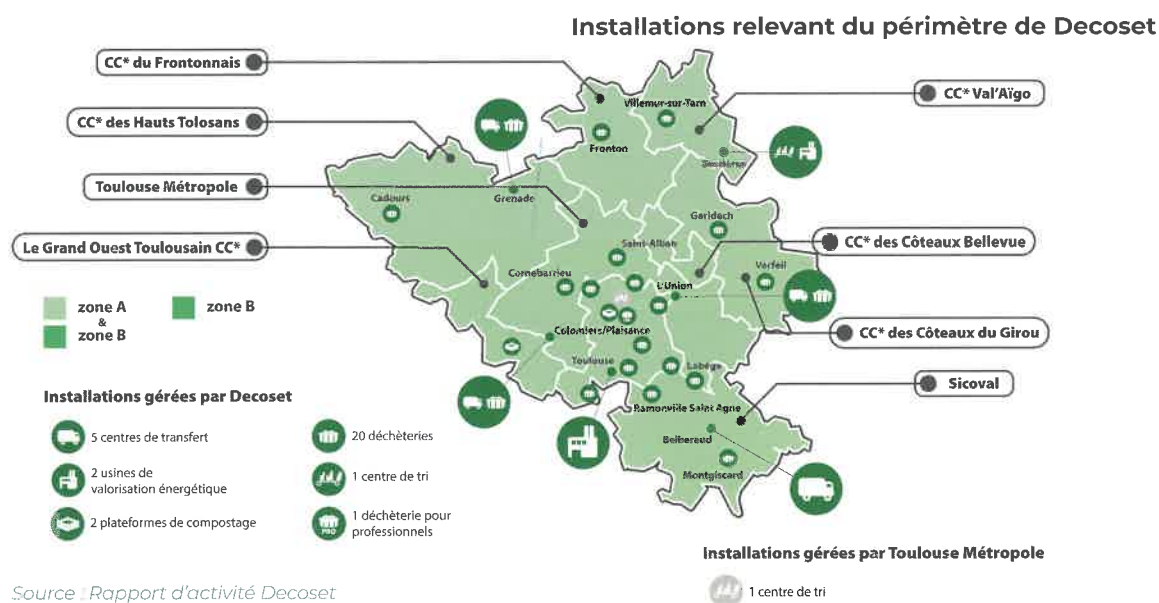 Installations relevant du périmètre de Decoset
CC* du Frontonnais
CC* Val'Aïgo
CC* des Hauts Tolosans
Villemur-sur-Tarn
Fronton
Toulouse Métropole
Cadours
Grenade
Garidech
Le Grand Ouest Toulousain CC*
Saint-Alban
CC* des Côteaux Bellevue
Cornebarrieu
Verfeil
L'Union
zone A
&
zone B
zone B
Colomiers/Plaisance
CC* des Côteaux du Girou
Toulouse
Labège
Sicoval
Ramonville Saint Agne
Belberaud
Montgiscard
Installations gérées par Decoset
5 centres de transfert
20 déchèteries
2 usines de
valorisation énergétique
1 centre de tri
2 plateformes de compostage
PRO
1 déchèterie pour
professionnels
Installations gérées par Toulouse Métropole
1 centre de tri
Source : Rapport d'activité Decoset